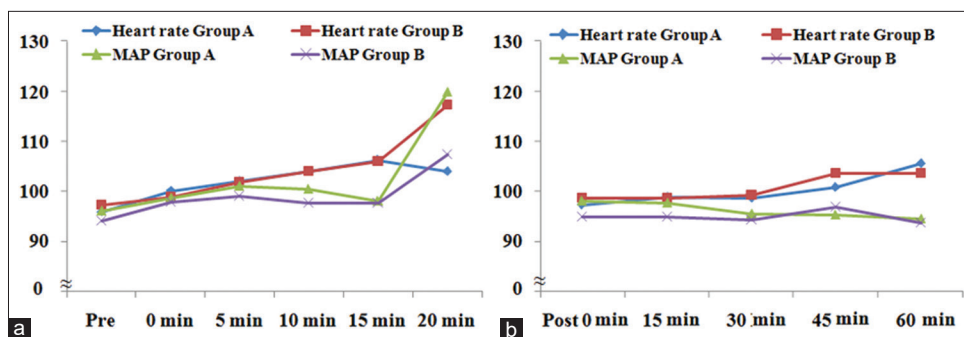 130
120
110
100
90
0
Heart rate Group A
Heart rate Group B
MAP Group A
MAP Group B
Pre 0 min 5 min 10 min 15 min 20 min
a
130
120
110
100
90
0
Heart rate Group A
Heart rate Group B
MAP Group A
MAP Group B
Post 0 min 15 min 30 min 45 min 60 min
b